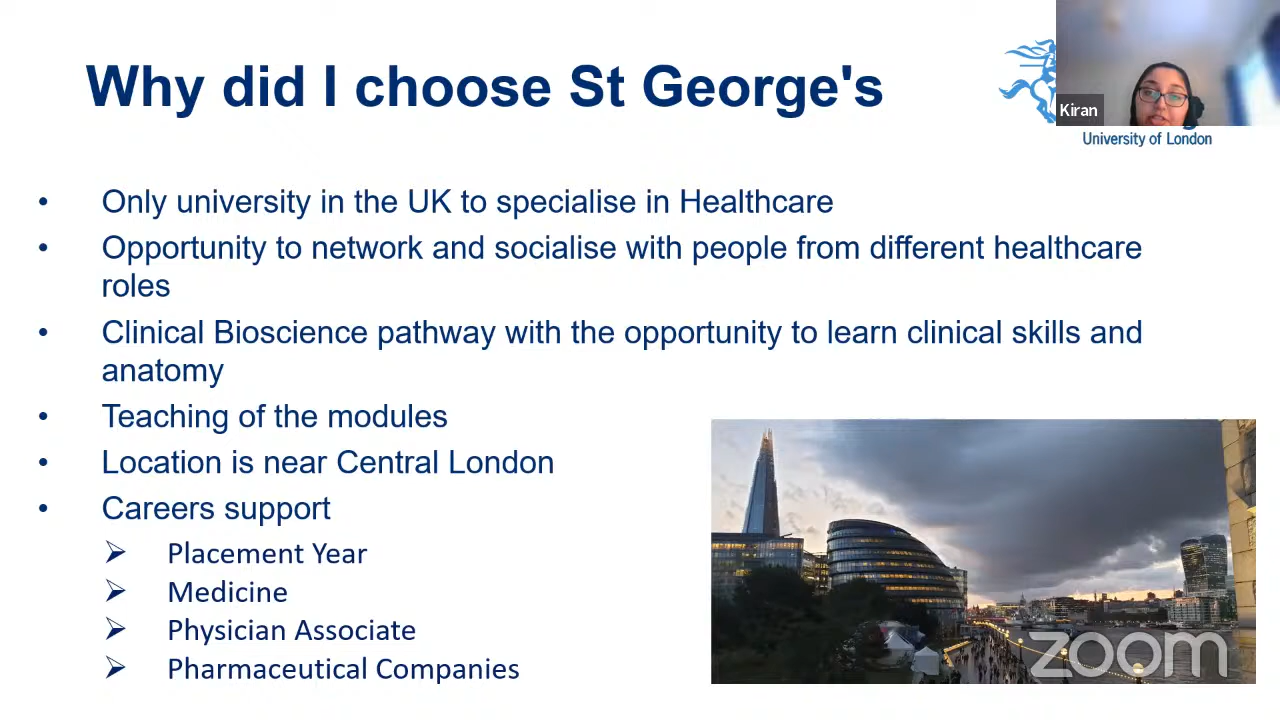 Why did I choose St George's
Kiran
University of London
• Only university in the UK to specialise in Healthcare
• Opportunity to network and socialise with people from different healthcare
roles
• Clinical Bioscience pathway with the opportunity to learn clinical skills and
anatomy
• Teaching of the modules
• Location is near Central London
• Careers support
➢ Placement Year
➢ Medicine
➢ Physician Associate
➢ Pharmaceutical Companies
zoom